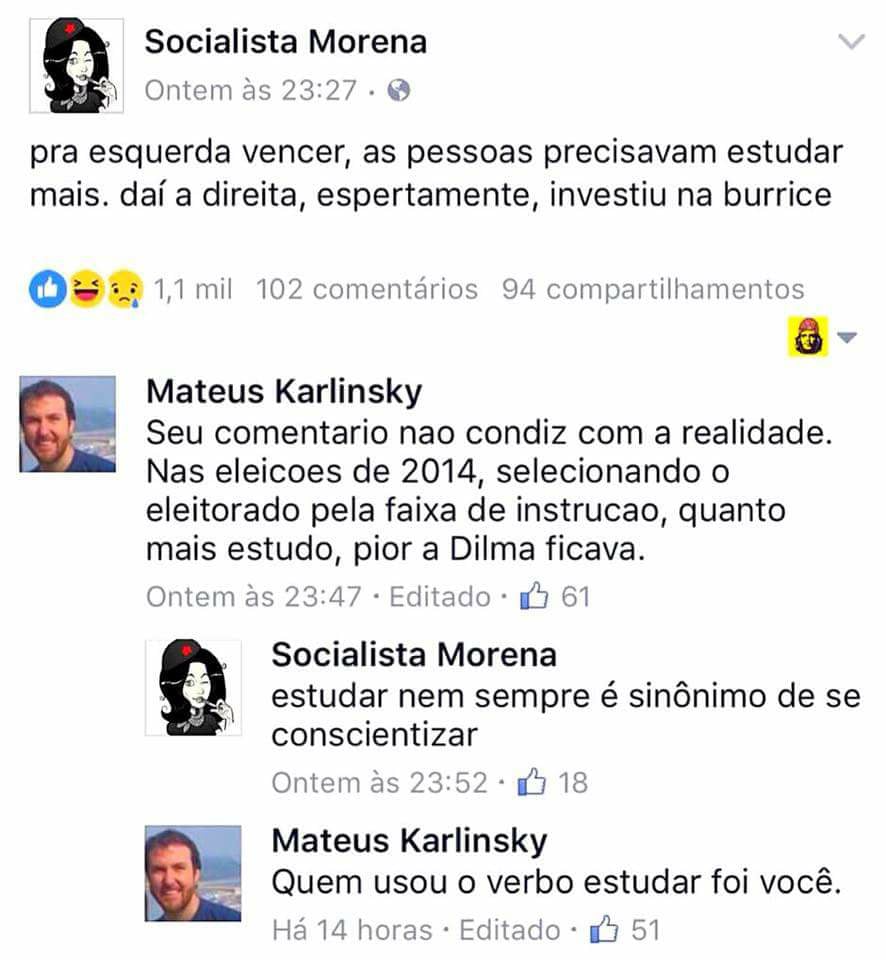 Socialista Morena
Ontem às 23:27 ·
pra esquerda vencer, as pessoas precisavam estudar
mais. daí a direita, espertamente, investiu na burrice
1,1 mil 102 comentários 94 compartilhamentos
Mateus Karlinsky
Seu comentario nao condiz com a realidade.
Nas eleicoes de 2014, selecionando o
eleitorado pela faixa de instrucao, quanto
mais estudo, pior a Dilma ficava.
Ontem às 23:47 · Editado · 61
Socialista Morena
estudar nem sempre é sinônimo de se
conscientizar
Ontem às 23:52 · 18
Mateus Karlinsky
Quem usou o verbo estudar foi você.
Há 14 horas · Editado · 51